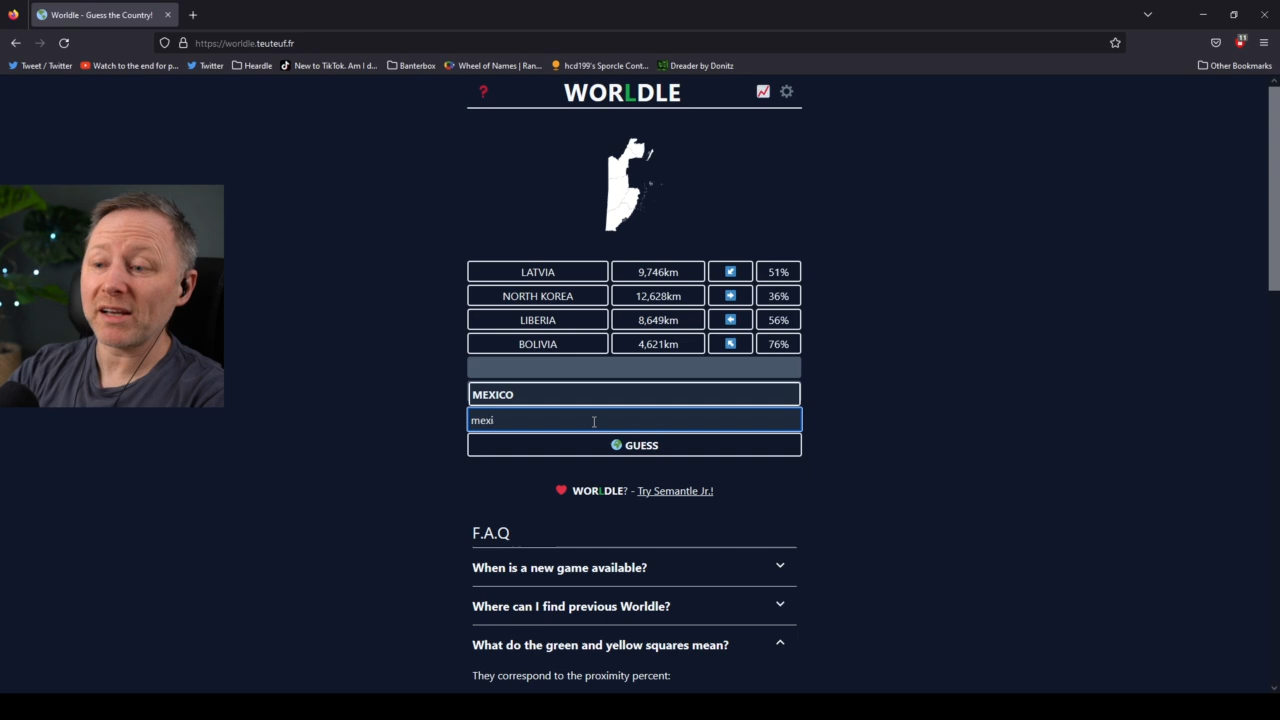 Worldle - Guess the Country!
https://worldle.teuteuf.fr
11
Tweet / Twitter
Watch to the end for p...
Twitter
Heardle
New to TikTok. Am I d...
Banterbox
Wheel of Names | Ran...
hcd199's Sporcle Cont...
Dreader by Donitz
Other Bookmarks
? WORLDLE
LATVIA 9,746km 51%
NORTH KOREA 12,628km 36%
LIBERIA 8,649km 56%
BOLIVIA 4,621km 76%
MEXICO
mexi
GUESS
WORLDLE? - Try Semantle Jr.!
F.A.Q
When is a new game available?
Where can I find previous Worldle?
What do the green and yellow squares mean?
They correspond to the proximity percent: